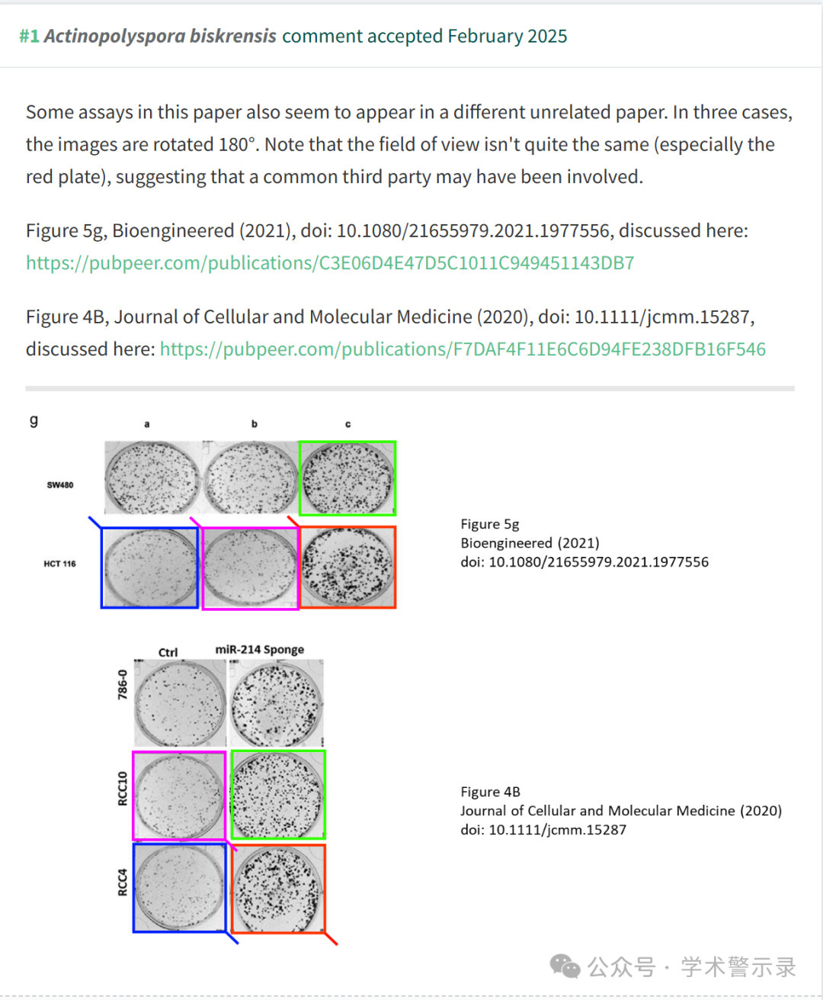 #1 Actinopolyspora biskrensis comment accepted February 2025
Some assays in this paper also seem to appear in a different unrelated paper. In three cases,
the images are rotated 180°. Note that the field of view isn't quite the same (especially the
red plate), suggesting that a common third party may have been involved.
Figure 5g, Bioengineered (2021), doi: 10.1080/21655979.2021.1977556, discussed here:
https://pubpeer.com/publications/C3E06D4E47D5C1011C949451143DB7
Figure 4B, Journal of Cellular and Molecular Medicine (2020), doi: 10.1111/jcmm.15287,
discussed here: https://pubpeer.com/publications/F7DAF4F11E6C6D94FE238DFB16F546
g
a b c
SW480
HCT 116
Figure 5g
Bioengineered (2021)
doi: 10.1080/21655979.2021.1977556
Ctrl miR-214 Sponge
786-0
RCC10
RCC4
Figure 4B
Journal of Cellular and Molecular Medicine (2020)
doi: 10.1111/jcmm.15287
公众号 · 学术警示录